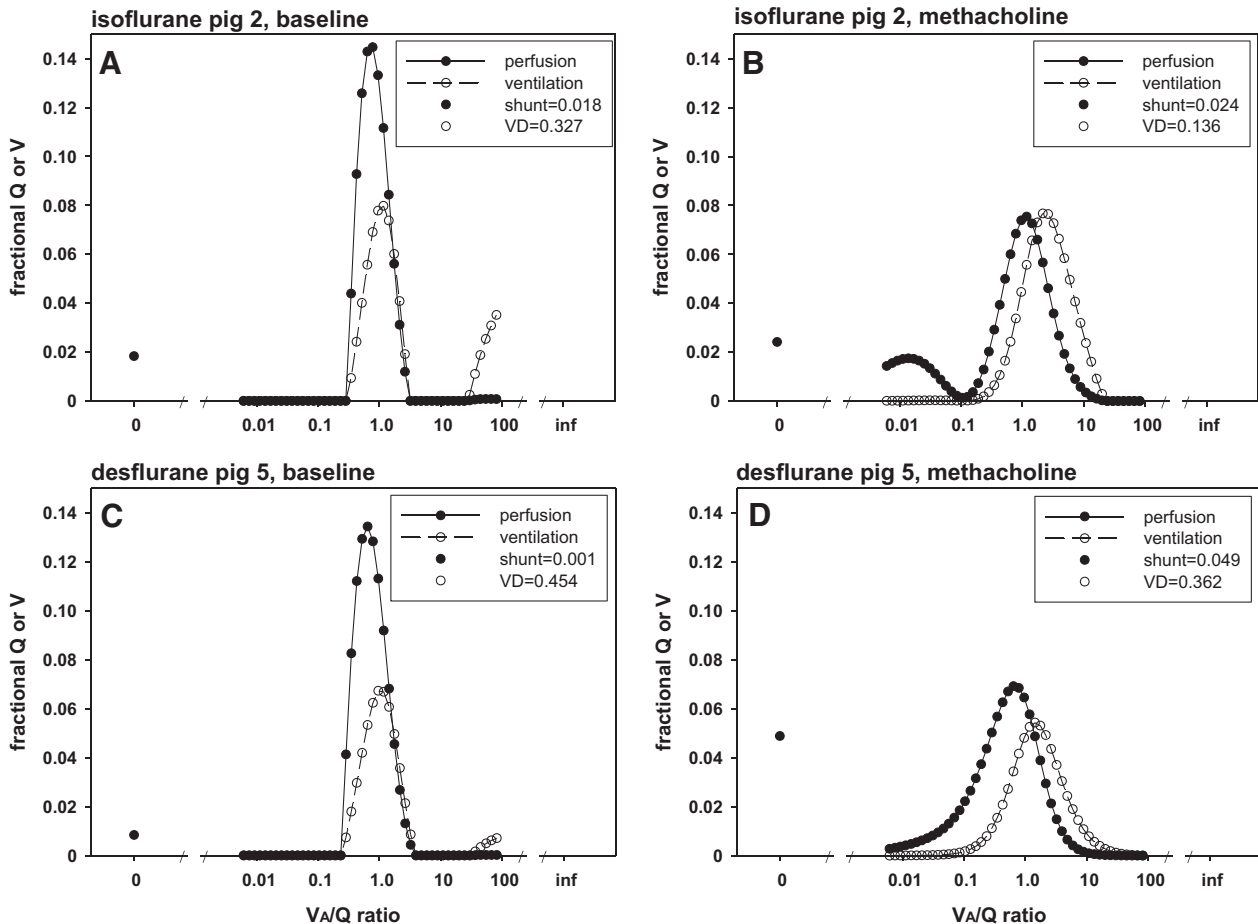 isoflurane pig 2, baseline
A
perfusion
ventilation
shunt=0.018
VD=0.327
fractional Q or V
0.14
0.12
0.10
0.08
0.06
0.04
0.02
0
0 0.01 0.1 1.0 10 100 inf
isoflurane pig 2, methacholine
B
perfusion
ventilation
shunt=0.024
VD=0.136
fractional Q or V
0.14
0.12
0.10
0.08
0.06
0.04
0.02
0
0 0.01 0.1 1.0 10 100 inf
desflurane pig 5, baseline
C
perfusion
ventilation
shunt=0.001
VD=0.454
fractional Q or V
0.14
0.12
0.10
0.08
0.06
0.04
0.02
0
0 0.01 0.1 1.0 10 100 inf
VA/Q ratio
desflurane pig 5, methacholine
D
perfusion
ventilation
shunt=0.049
VD=0.362
fractional Q or V
0.14
0.12
0.10
0.08
0.06
0.04
0.02
0
0 0.01 0.1 1.0 10 100 inf
VA/Q ratio